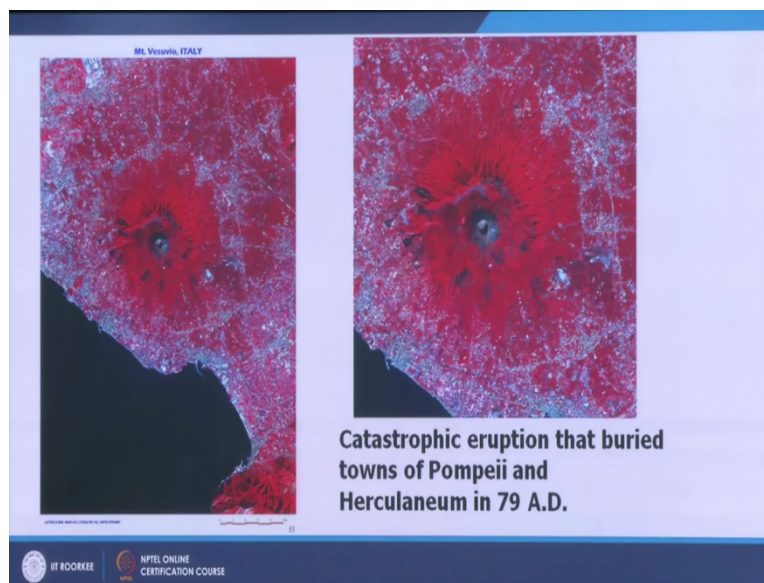 Mt. Vesuvio, ITALY
Catastrophic eruption that buried
towns of Pompeii and
Herculaneum in 79 A.D.
IIT ROORKEE
NPTEL ONLINE
CERTIFICATION COURSE